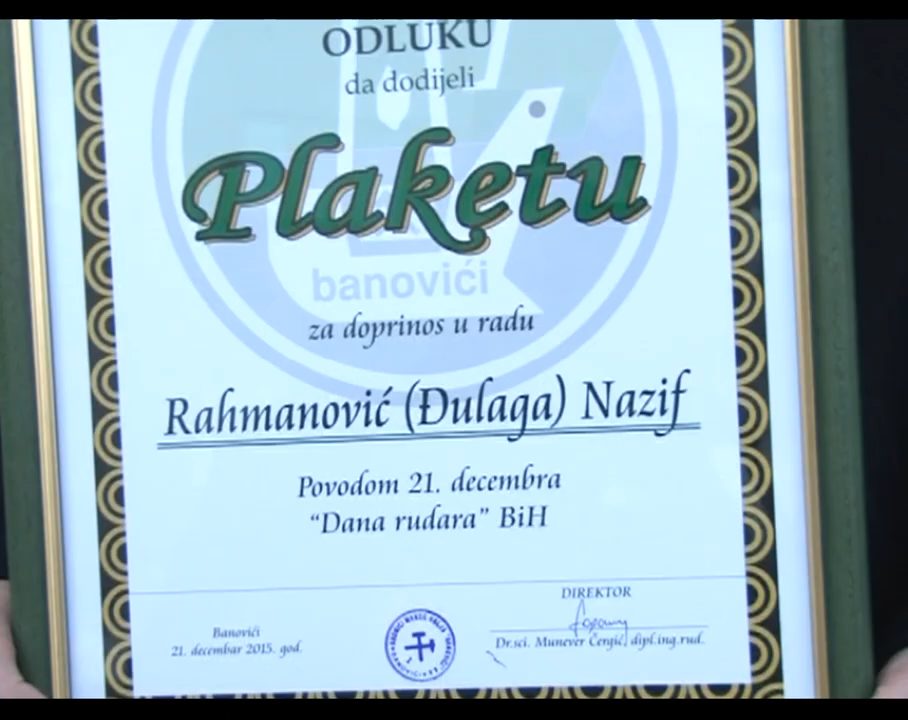 ODLUKU
da dodijeli
Plaketu
banovići
za doprinos u radu
Rahmanović (Đulaga) Nazif
Povodom 21. decembra
“Dana rudara” BiH
DIREKTOR
Banovići
21. decembar 2015. god.
Dr.sci. Munever Čergić, dipl.ing.rud.